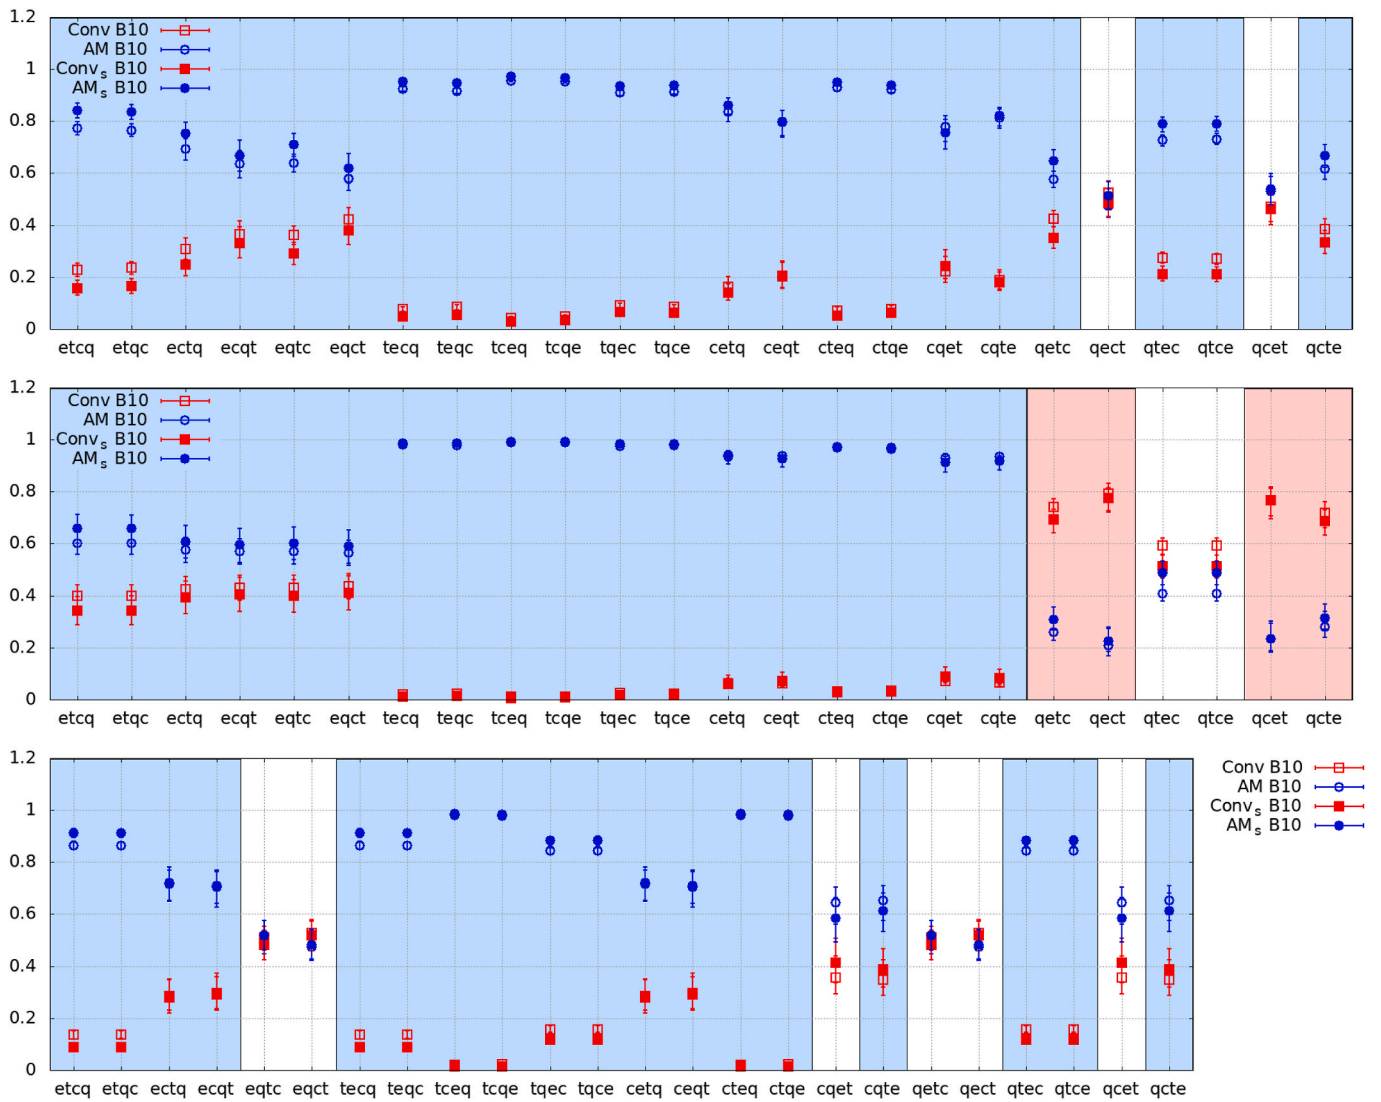 1.2
Conv B10
AM B10
1
Conv_s B10
AM_s B10
0.8
0.6
0.4
0.2
0
etcq etqc ectq ecqt eqtc eqct tecq teqc tceq tcqe tqec tqce cetq ceqt cteq ctqe cqet cqte qetc qect qtec qtce qcet qcte
1.2
Conv B10
AM B10
1
Conv_s B10
AM_s B10
0.8
0.6
0.4
0.2
0
etcq etqc ectq ecqt eqtc eqct tecq teqc tceq tcqe tqec tqce cetq ceqt cteq ctqe cqet cqte qetc qect qtec qtce qcet qcte
1.2
Conv B10
AM B10
1
Conv_s B10
AM_s B10
0.8
0.6
0.4
0.2
0
etcq etqc ectq ecqt eqtc eqct tecq teqc tceq tcqe tqec tqce cetq ceqt cteq ctqe cqet cqte qetc qect qtec qtce qcet qcte